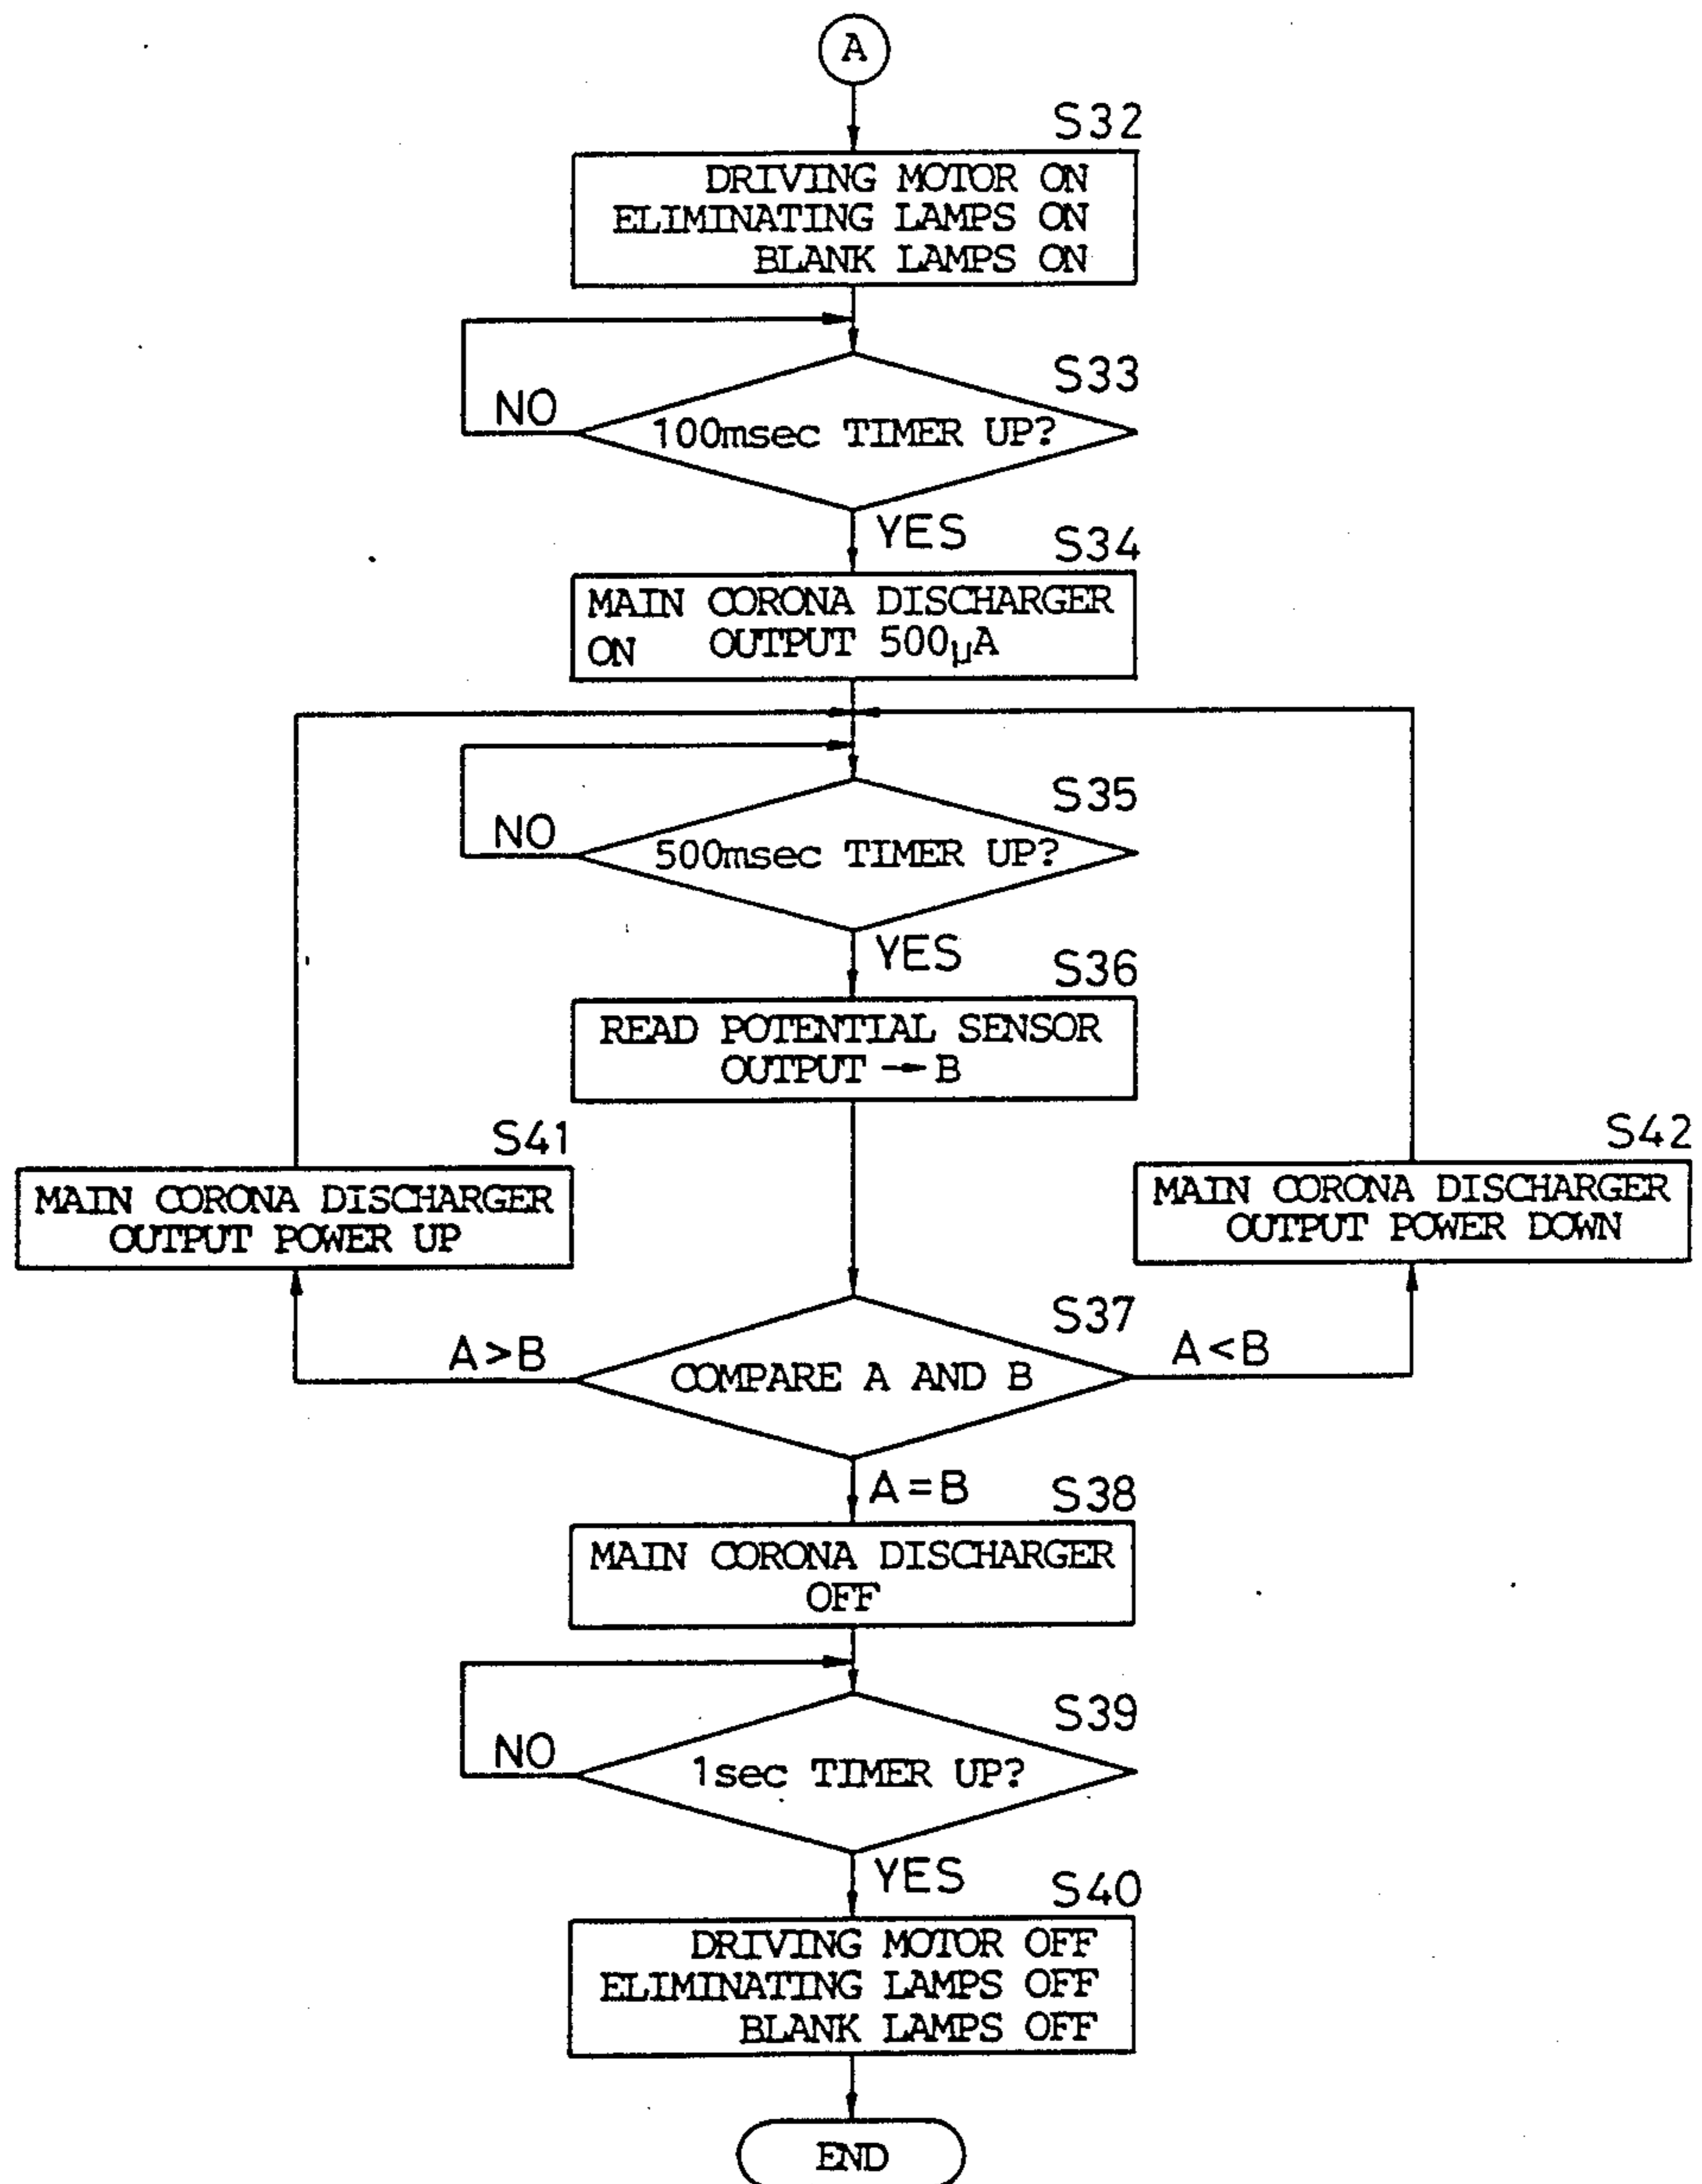 A
S32
DRIVING MOTOR ON
ELIMINATING LAMPS ON
BLANK LAMPS ON
S33
NO
100msec TIMER UP?
YES
S34
MAIN CORONA DISCHARGER
ON OUTPUT 500μA
S35
NO
500msec TIMER UP?
YES
S36
READ POTENTIAL SENSOR
OUTPUT → B
S41
MAIN CORONA DISCHARGER
OUTPUT POWER UP
S42
MAIN CORONA DISCHARGER
OUTPUT POWER DOWN
S37
A>B
COMPARE A AND B
A<B
A=B
S38
MAIN CORONA DISCHARGER
OFF
S39
NO
1sec TIMER UP?
YES
S40
DRIVING MOTOR OFF
ELIMINATING LAMPS OFF
BLANK LAMPS OFF
END